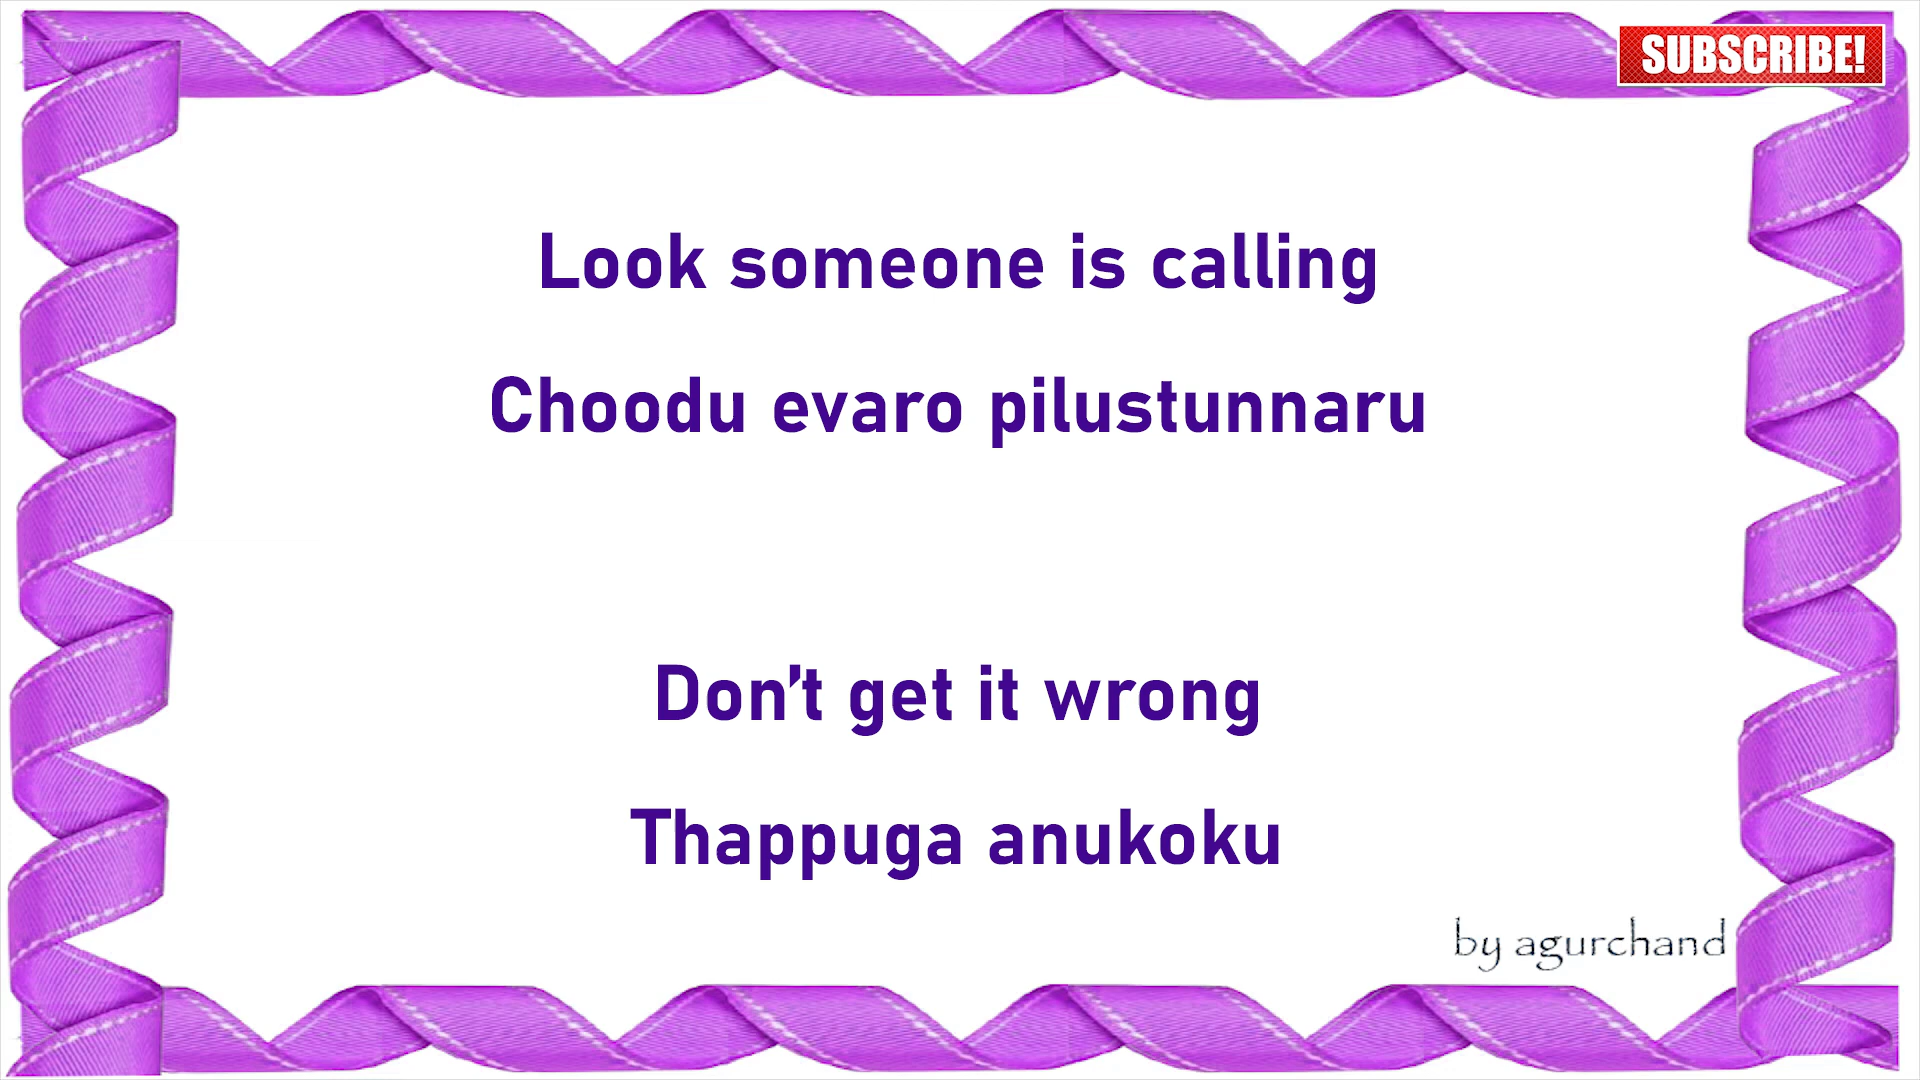 SUBSCRIBE!
Look someone is calling
Choodu evaro pilustunnaru
Don't get it wrong
Thappuga anukoku
by agurchand